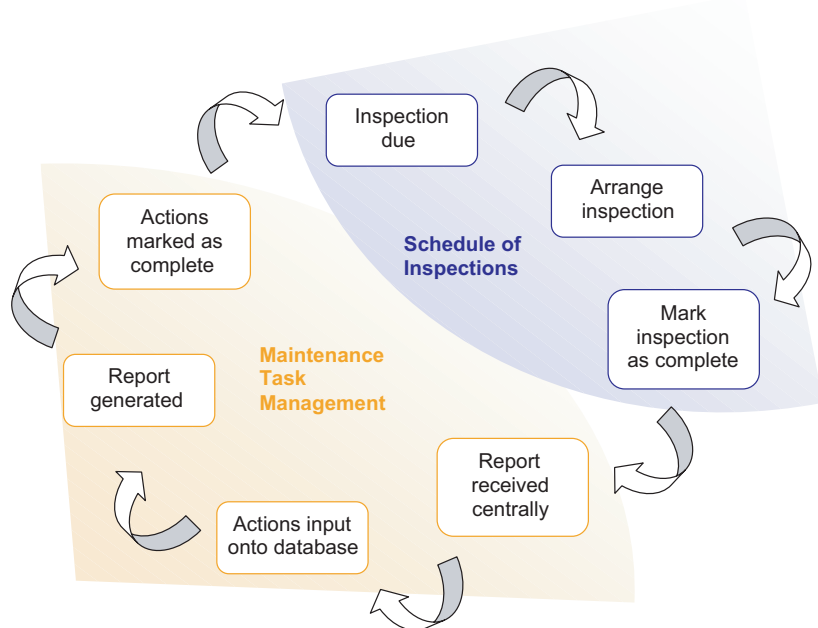 Inspection
due
Arrange
inspection
Schedule of
Inspections
Mark
inspection
as complete
Actions
marked as
complete
Maintenance
Task
Management
Report
generated
Report
received
centrally
Actions input
onto database